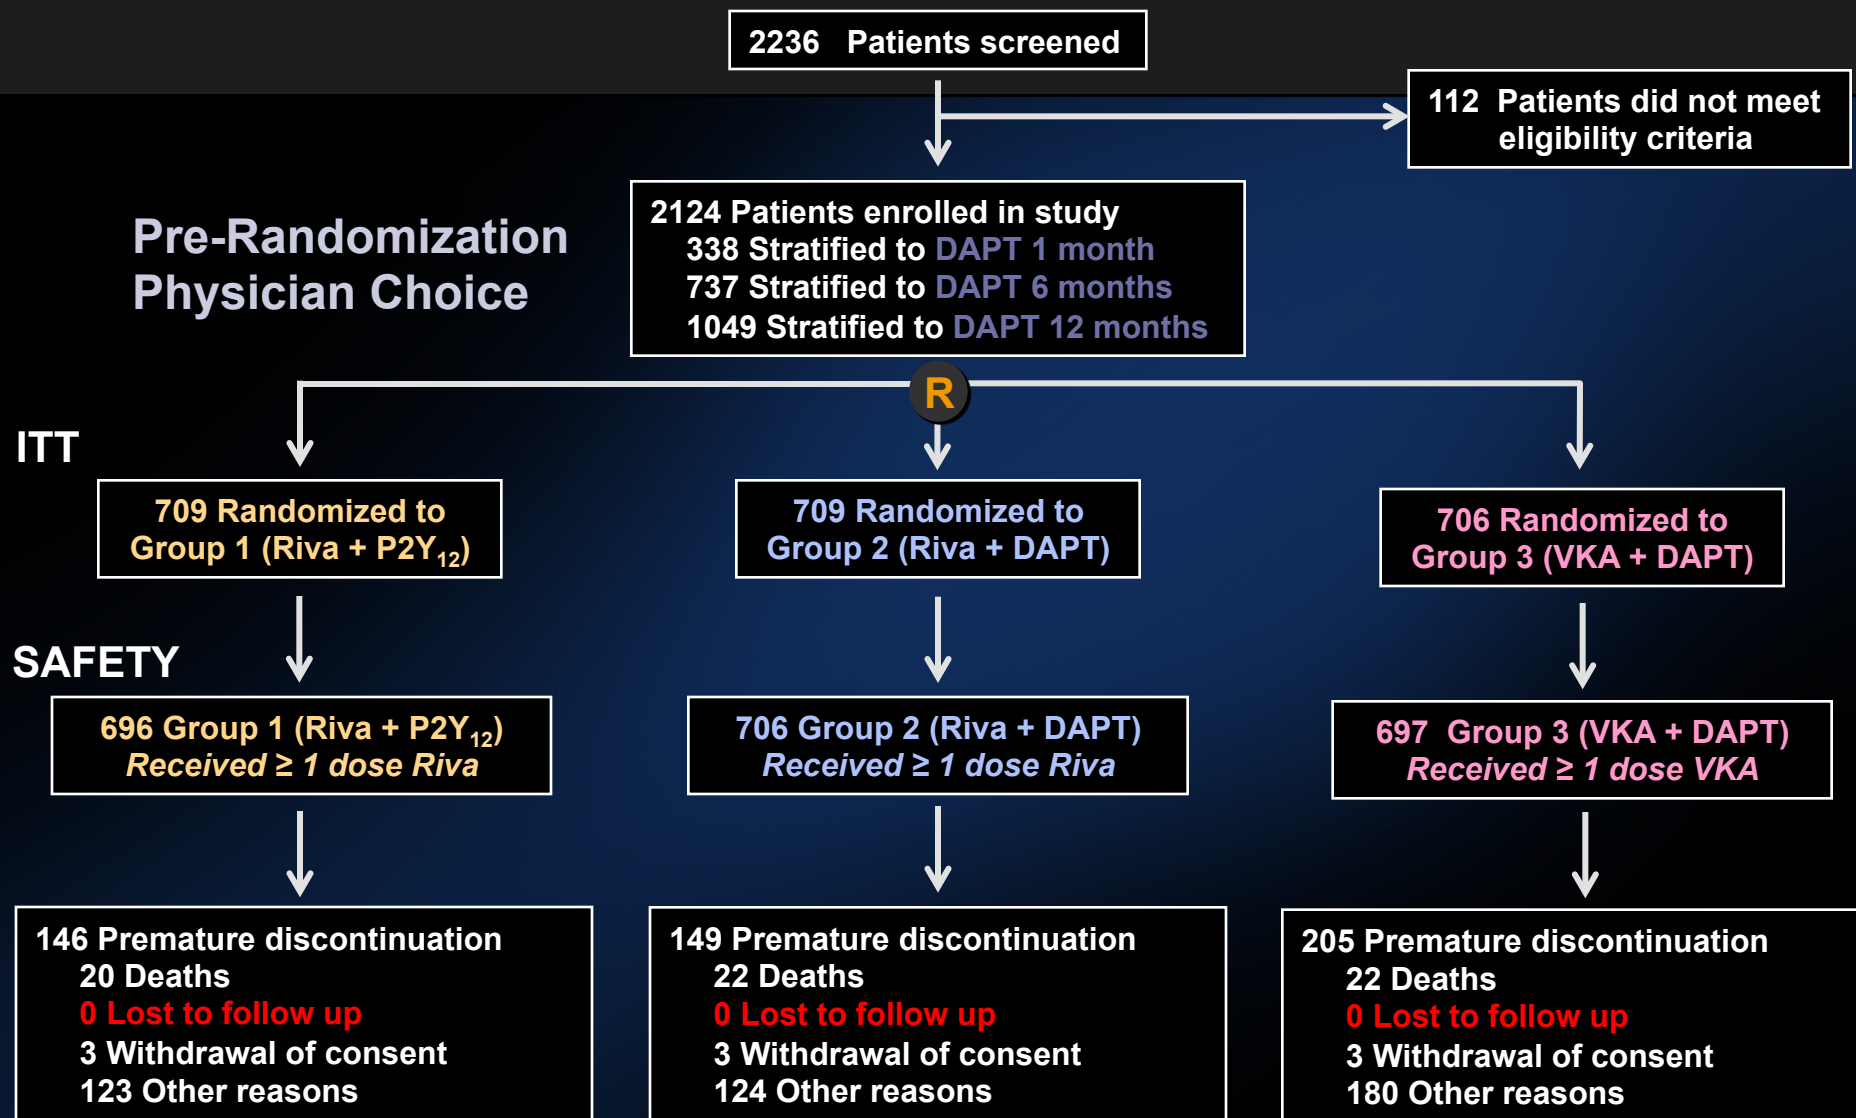 2236 Patients screened
112 Patients did not meet
eligibility criteria
Pre-Randomization
Physician Choice
2124 Patients enrolled in study
338 Stratified to DAPT 1 month
737 Stratified to DAPT 6 months
1049 Stratified to DAPT 12 months
R
ITT
709 Randomized to
Group 1 (Riva + P2Y₁₂)
709 Randomized to
Group 2 (Riva + DAPT)
706 Randomized to
Group 3 (VKA + DAPT)
SAFETY
696 Group 1 (Riva + P2Y₁₂)
Received ≥ 1 dose Riva
706 Group 2 (Riva + DAPT)
Received ≥ 1 dose Riva
697 Group 3 (VKA + DAPT)
Received ≥ 1 dose VKA
146 Premature discontinuation
20 Deaths
0 Lost to follow up
3 Withdrawal of consent
123 Other reasons
149 Premature discontinuation
22 Deaths
0 Lost to follow up
3 Withdrawal of consent
124 Other reasons
205 Premature discontinuation
22 Deaths
0 Lost to follow up
3 Withdrawal of consent
180 Other reasons